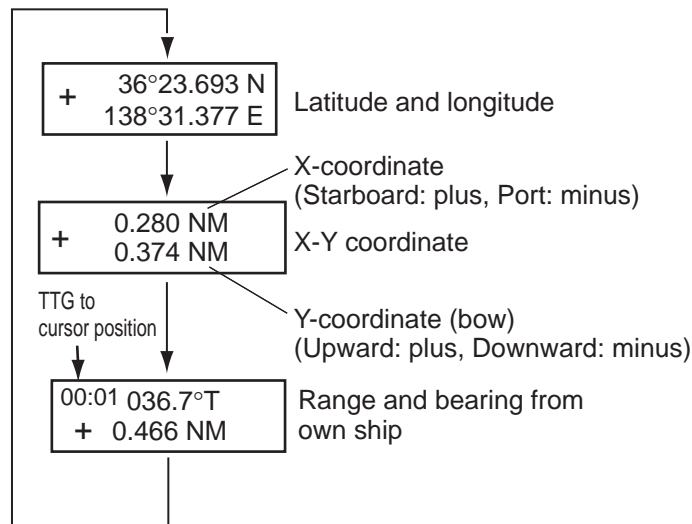 + 36°23.693 N
138°31.377 E
Latitude and longitude
X-coordinate
(Starboard: plus, Port: minus)
+ 0.280 NM
0.374 NM
X-Y coordinate
TTG to
cursor position
Y-coordinate (bow)
(Upward: plus, Downward: minus)
00:01 036.7°T
+ 0.466 NM
Range and bearing from
own ship